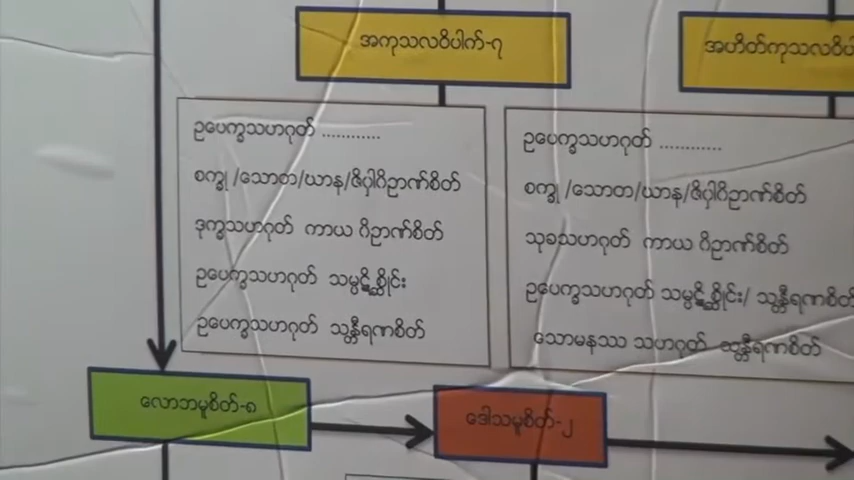 အကုသလဝိပါက်-၇
အဟိတ်ကုသလဝိပါ
ဥပေက္ခသဟဂုတ် ............
စက္ခု /သောတ/ဃာန/ဇိဝှါဝိဉာဏ်စိတ်
ဒုက္ခသဟဂုတ် ကာယ ဝိဉာဏ်စိတ်
ဥပေက္ခသဟဂုတ် သမ္ပဋိစ္ဆိုင်း
ဥပေက္ခသဟဂုတ် သန္တီရဏစိတ်
ဥပေက္ခသဟဂုတ် ............
စက္ခု /သောတ/ဃာန/ဇိဝှါဝိဉာဏ်စိတ်
သုခသဟဂုတ် ကာယ ဝိဉာဏ်စိတ်
ဥပေက္ခသဟဂုတ် သမ္ပဋိစ္ဆိုင်း/ သန္တီရဏစိတ်
သောမနဿ သဟဂုတ် သန္တီရဏစိတ်
လောဘမူစိတ်-၈
ဒေါသမူစိတ်-၂